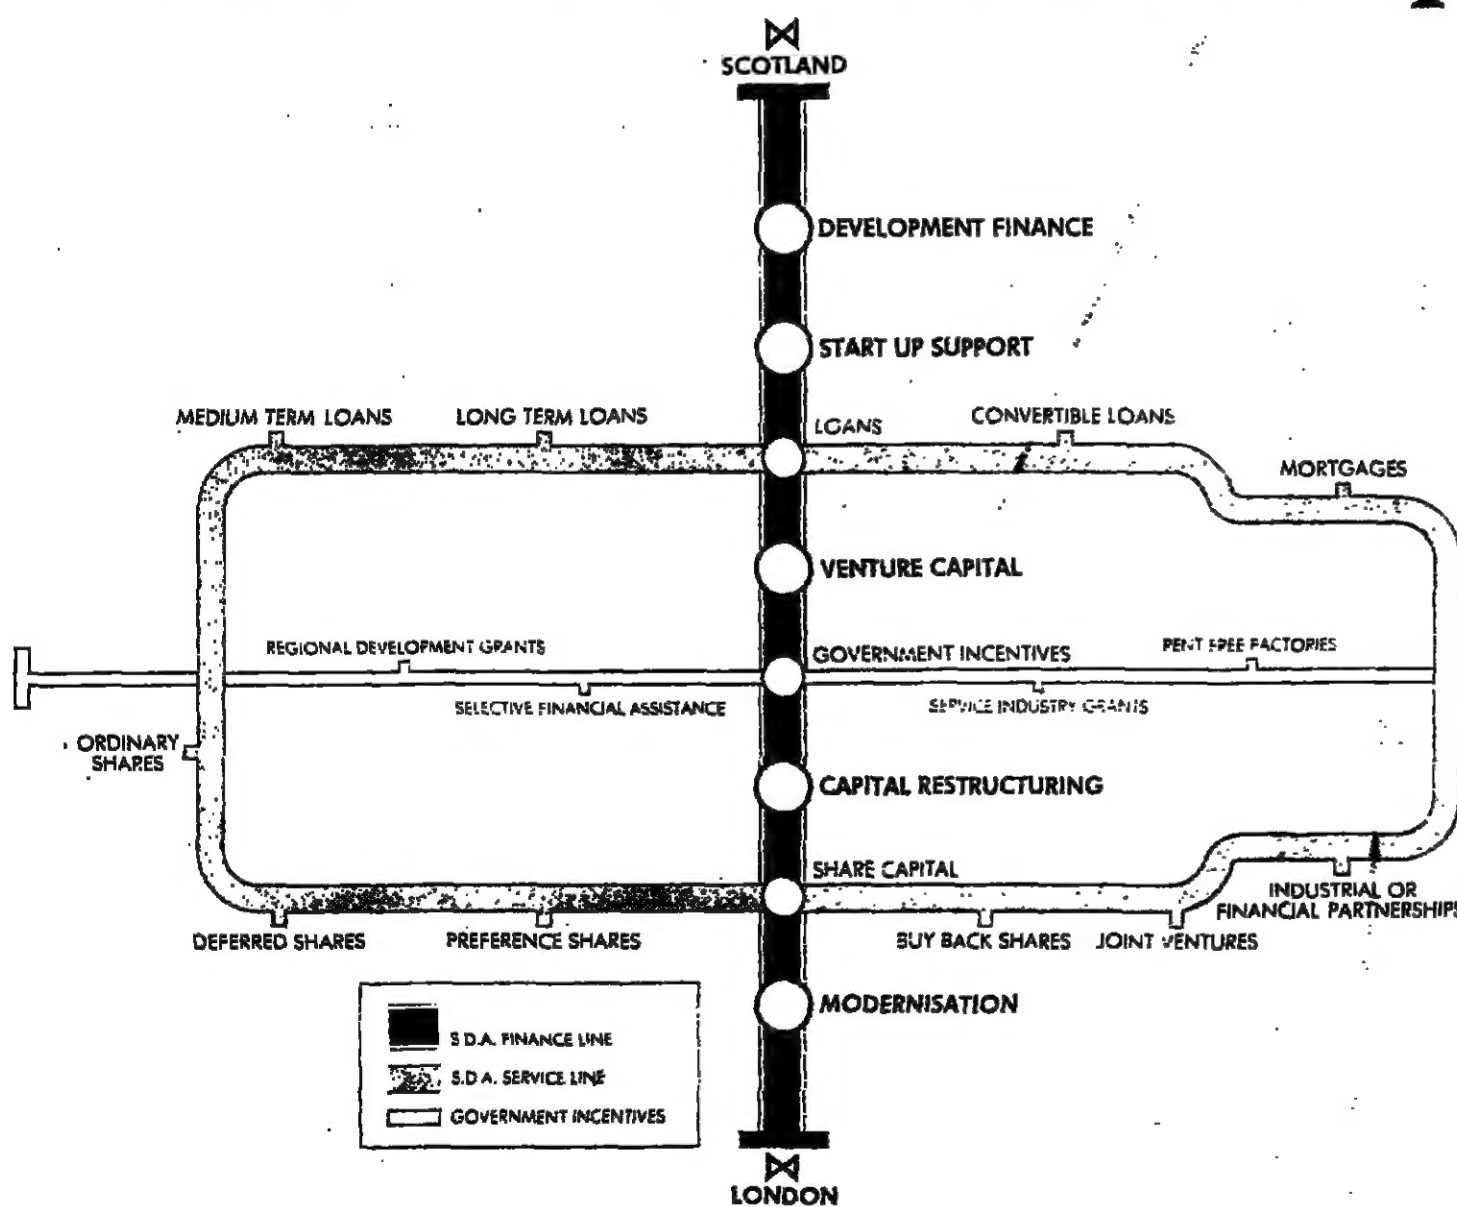 SCOTLAND
DEVELOPMENT FINANCE
START UP SUPPORT
MEDIUM TERM LOANS
LONG TERM LOANS
LOANS
CONVERTIBLE LOANS
MORTGAGES
VENTURE CAPITAL
REGIONAL DEVELOPMENT GRANTS
GOVERNMENT INCENTIVES
RENT FREE FACTORIES
SELECTIVE FINANCIAL ASSISTANCE
SERVICE INDUSTRY GRANTS
ORDINARY
SHARES
CAPITAL RESTRUCTURING
SHARE CAPITAL
INDUSTRIAL OR
FINANCIAL PARTNERSHIPS
DEFERRED SHARES
PREFERENCE SHARES
BUY BACK SHARES
JOINT VENTURES
MODERNISATION
S.D.A. FINANCE LINE
S.D.A. SERVICE LINE
GOVERNMENT INCENTIVES
LONDON